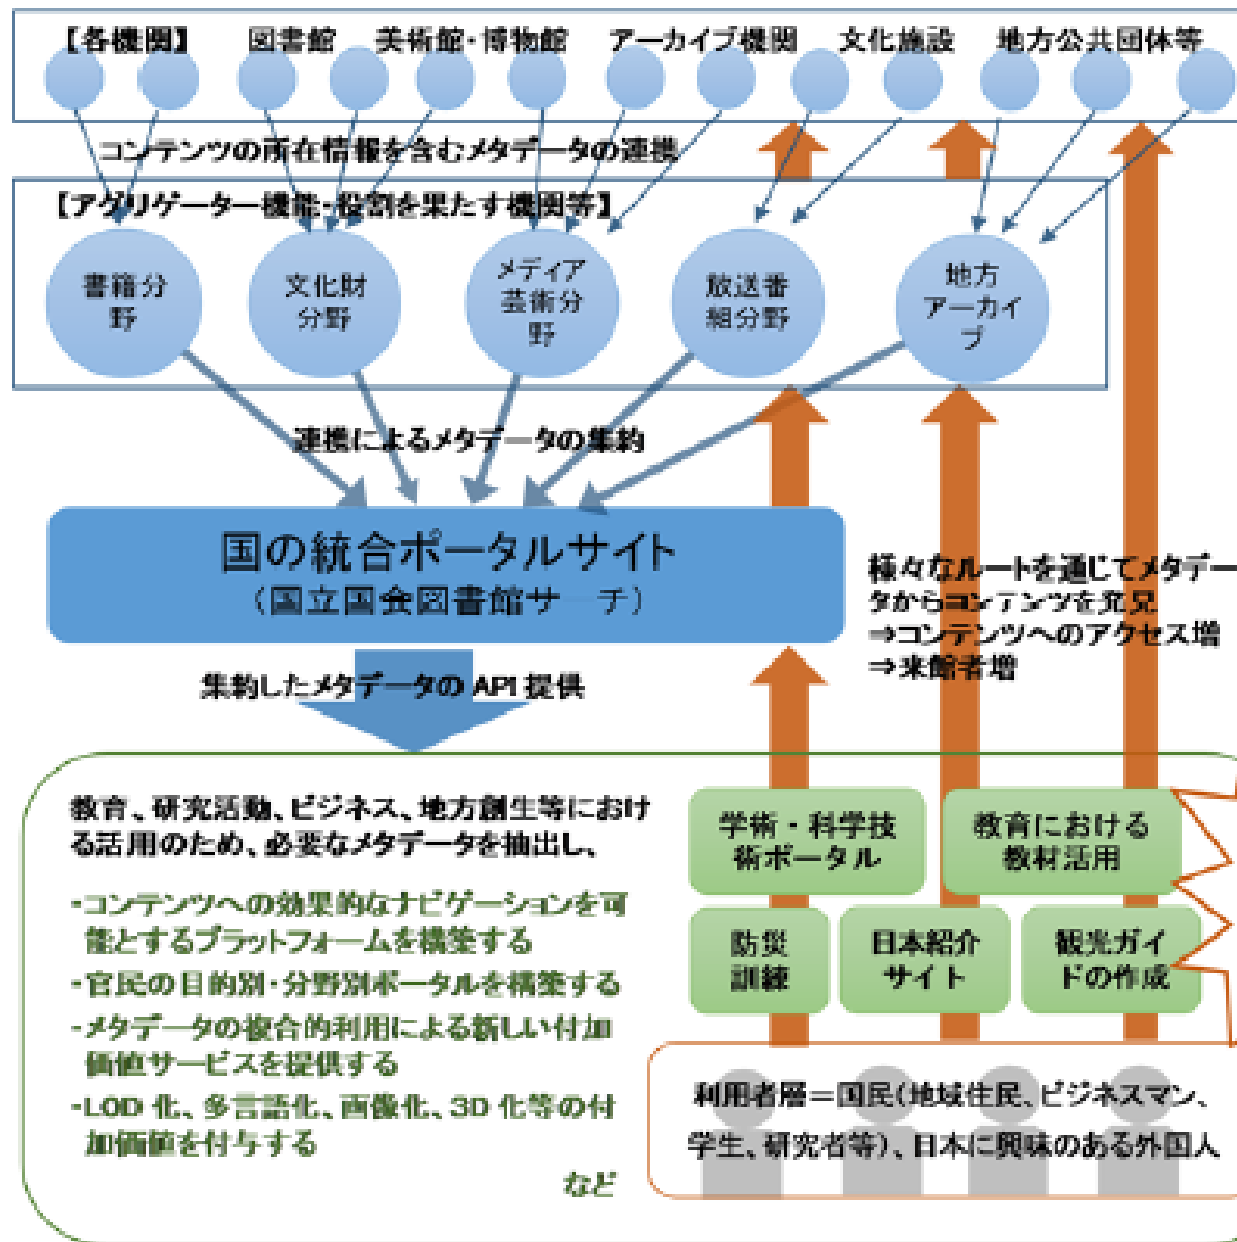 【各機関】 図書館 美術館・博物館 アーカイブ機関 文化施設 地方公共団体等
コンテンツの所在情報を含むメタデータの連携
【アグリゲーター機能・役割を果たす機関等】
書籍分
野
文化財
分野
メディア
芸術分
野
放送番
組分野
地方
アーカイ
ブ
連携によるメタデータの集約
国の統合ポータルサイト
（国立国会図書館サーチ）
様々なルートを通じてメタデー
タからコンテンツを発見
⇒コンテンツへのアクセス増
⇒来館者増
集約したメタデータの API 提供
教育、研究活動、ビジネス、地方創生等におけ
る活用のため、必要なメタデータを抽出し、
・コンテンツへの効果的なナビゲーションを可
能とするプラットフォームを構築する
・官民の目的別・分野別ポータルを構築する
・メタデータの複合的利用による新しい付加
価値サービスを提供する
・LOD 化、多言語化、画像化、3D 化等の付
加価値を付与する
など
学術・科学技
術ポータル
教育における
教材活用
防災
訓練
日本紹介
サイト
観光ガイ
ドの作成
利用者層＝国民（地域住民、ビジネスマン、
学生、研究者等）、日本に興味のある外国人